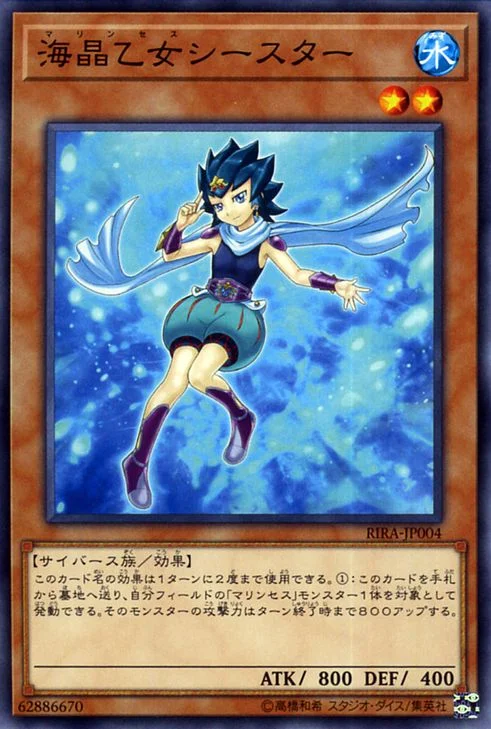 マリンセス
海晶乙女シースター
みず
水
RIRA-JP004
【サイバース族／効果】
このカード名の効果は１ターンに２度まで使用できる。①：このカードを手札
から墓地へ送り、自分フィールドの「マリンセス」モンスター１体を対象として
発動できる。そのモンスターの攻撃力はターン終了時まで８００アップする。
ATK/ 800 DEF/ 400
62886670
©高橋和希 スタジオ・ダイス/集英社